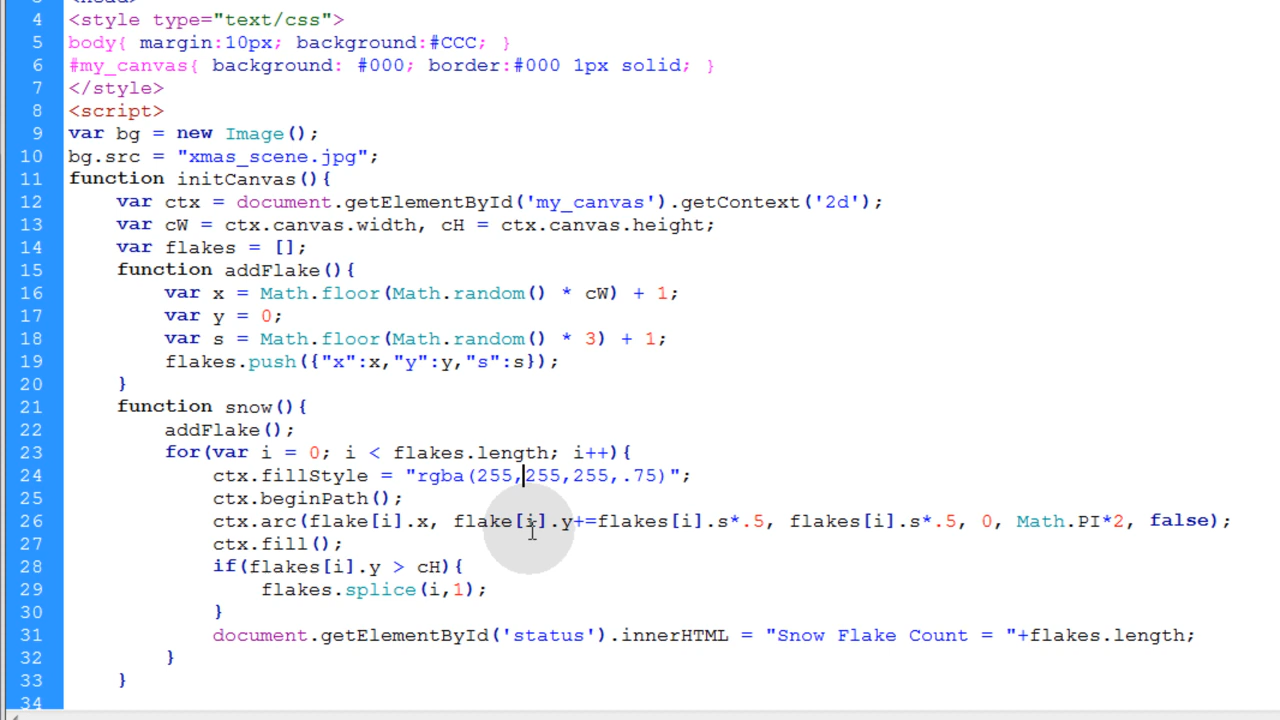 3 <head>
4 <style type="text/css">
5 body{ margin:10px; background:#CCC; }
6 #my_canvas{ background: #000; border:#000 1px solid; }
7 </style>
8 <script>
9 var bg = new Image();
10 bg.src = "xmas_scene.jpg";
11 function initCanvas(){
12 var ctx = document.getElementById('my_canvas').getContext('2d');
13 var cW = ctx.canvas.width, cH = ctx.canvas.height;
14 var flakes = [];
15 function addFlake(){
16 var x = Math.floor(Math.random() * cW) + 1;
17 var y = 0;
18 var s = Math.floor(Math.random() * 3) + 1;
19 flakes.push({"x":x,"y":y,"s":s});
20 }
21 function snow(){
22 addFlake();
23 for(var i = 0; i < flakes.length; i++){
24 ctx.fillStyle = "rgba(255,255,255,.75)";
25 ctx.beginPath();
26 ctx.arc(flake[i].x, flake[i].y+=flakes[i].s*.5, flakes[i].s*.5, 0, Math.PI*2, false);
27 ctx.fill();
28 if(flakes[i].y > cH){
29 flakes.splice(i,1);
30 }
31 document.getElementById('status').innerHTML = "Snow Flake Count = "+flakes.length;
32 }
33 }
34